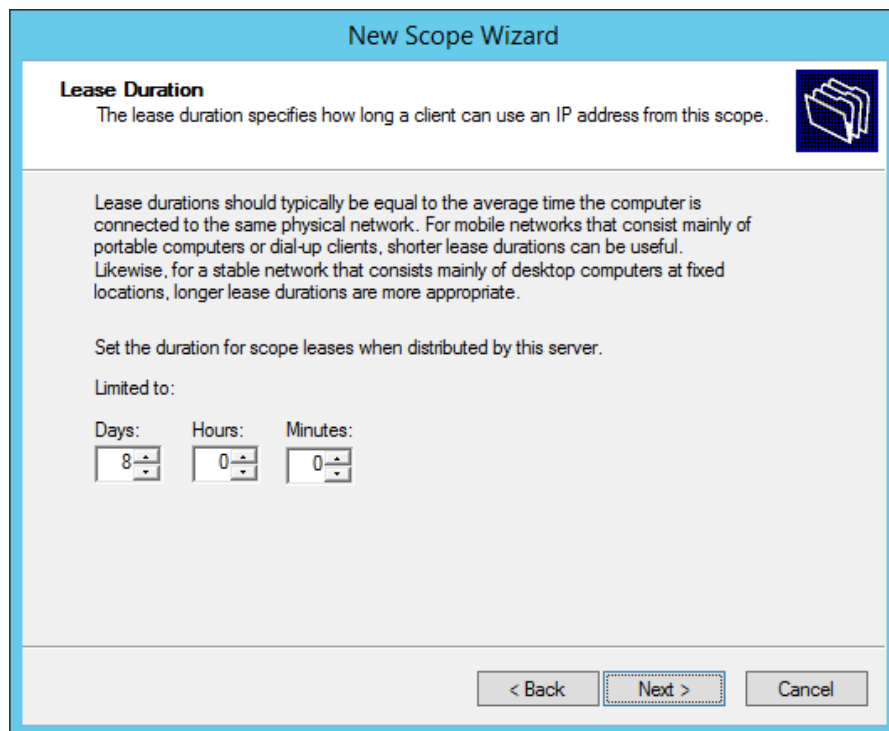 New Scope Wizard
Lease Duration
The lease duration specifies how long a client can use an IP address from this scope.
Lease durations should typically be equal to the average time the computer is
connected to the same physical network. For mobile networks that consist mainly of
portable computers or dial-up clients, shorter lease durations can be useful.
Likewise, for a stable network that consists mainly of desktop computers at fixed
locations, longer lease durations are more appropriate.
Set the duration for scope leases when distributed by this server.
Limited to:
Days: Hours: Minutes:
8 0 0
< Back Next > Cancel